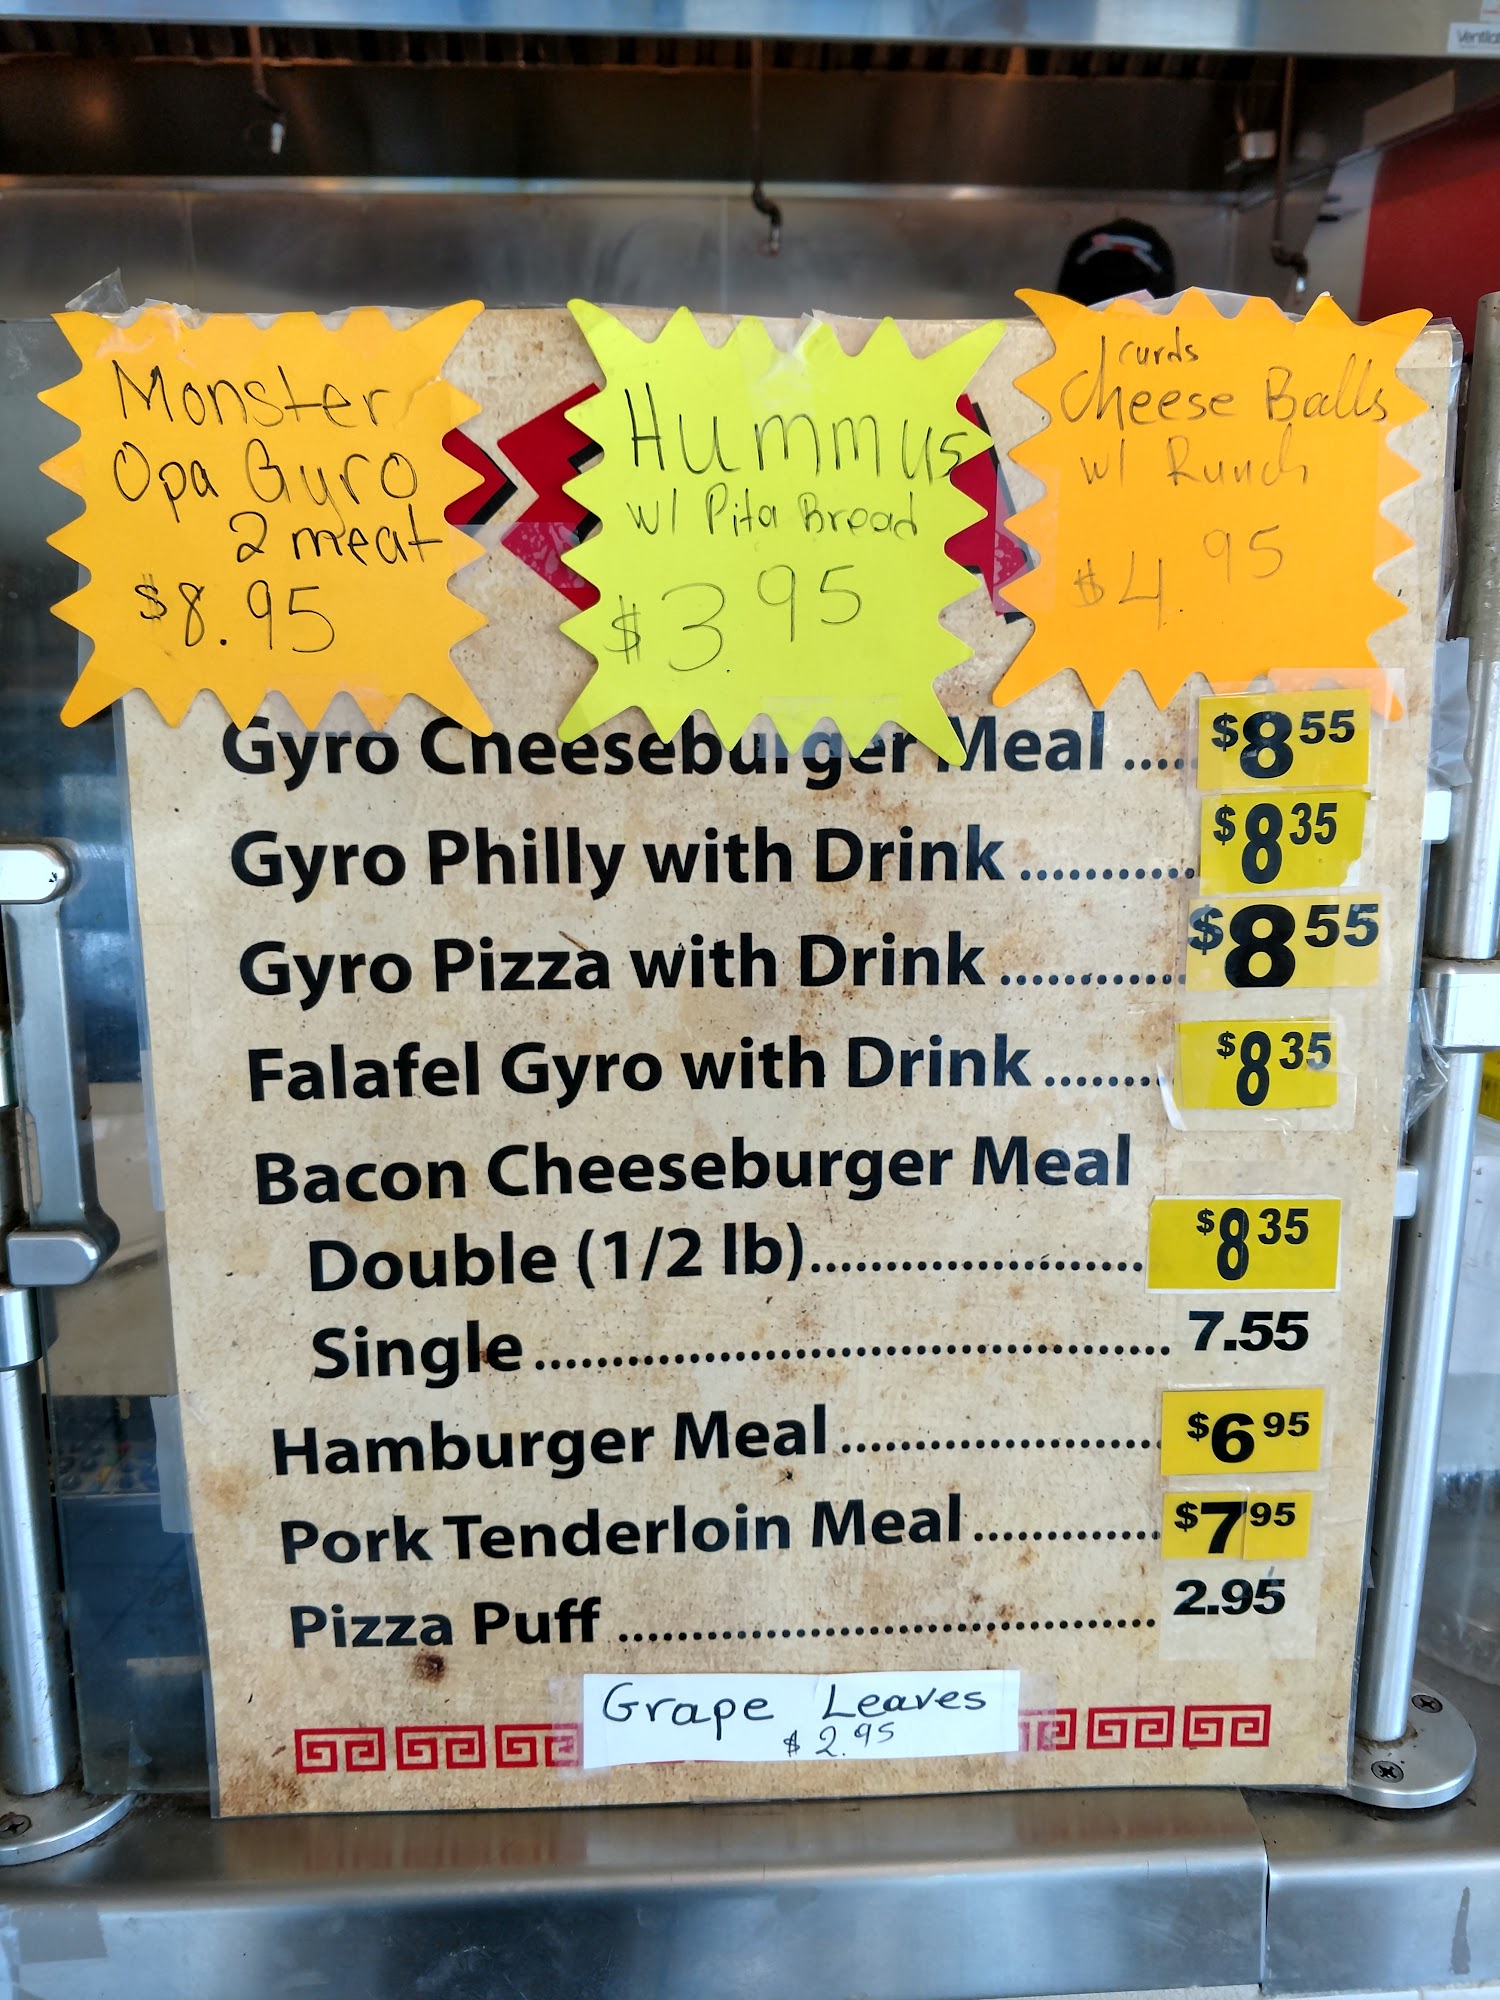 Ventila
Monster
Opa Gyro
2 meat
$8.95
Hummus
w/ Pita Bread
$3.95
curds
Cheese Balls
w/ Runch
$4.95
Gyro Cheeseburger Meal ..... $8 55
Gyro Philly with Drink ............ $8 35
Gyro Pizza with Drink ............ $8 55
Falafel Gyro with Drink ........ $8 35
Bacon Cheeseburger Meal
Double (1/2 lb)...................... $8 35
Single......................................... 7.55
Hamburger Meal ..................... $6 95
Pork Tenderloin Meal ............ $7 95
Pizza Puff .................................... 2.95
Grape Leaves
$2.95